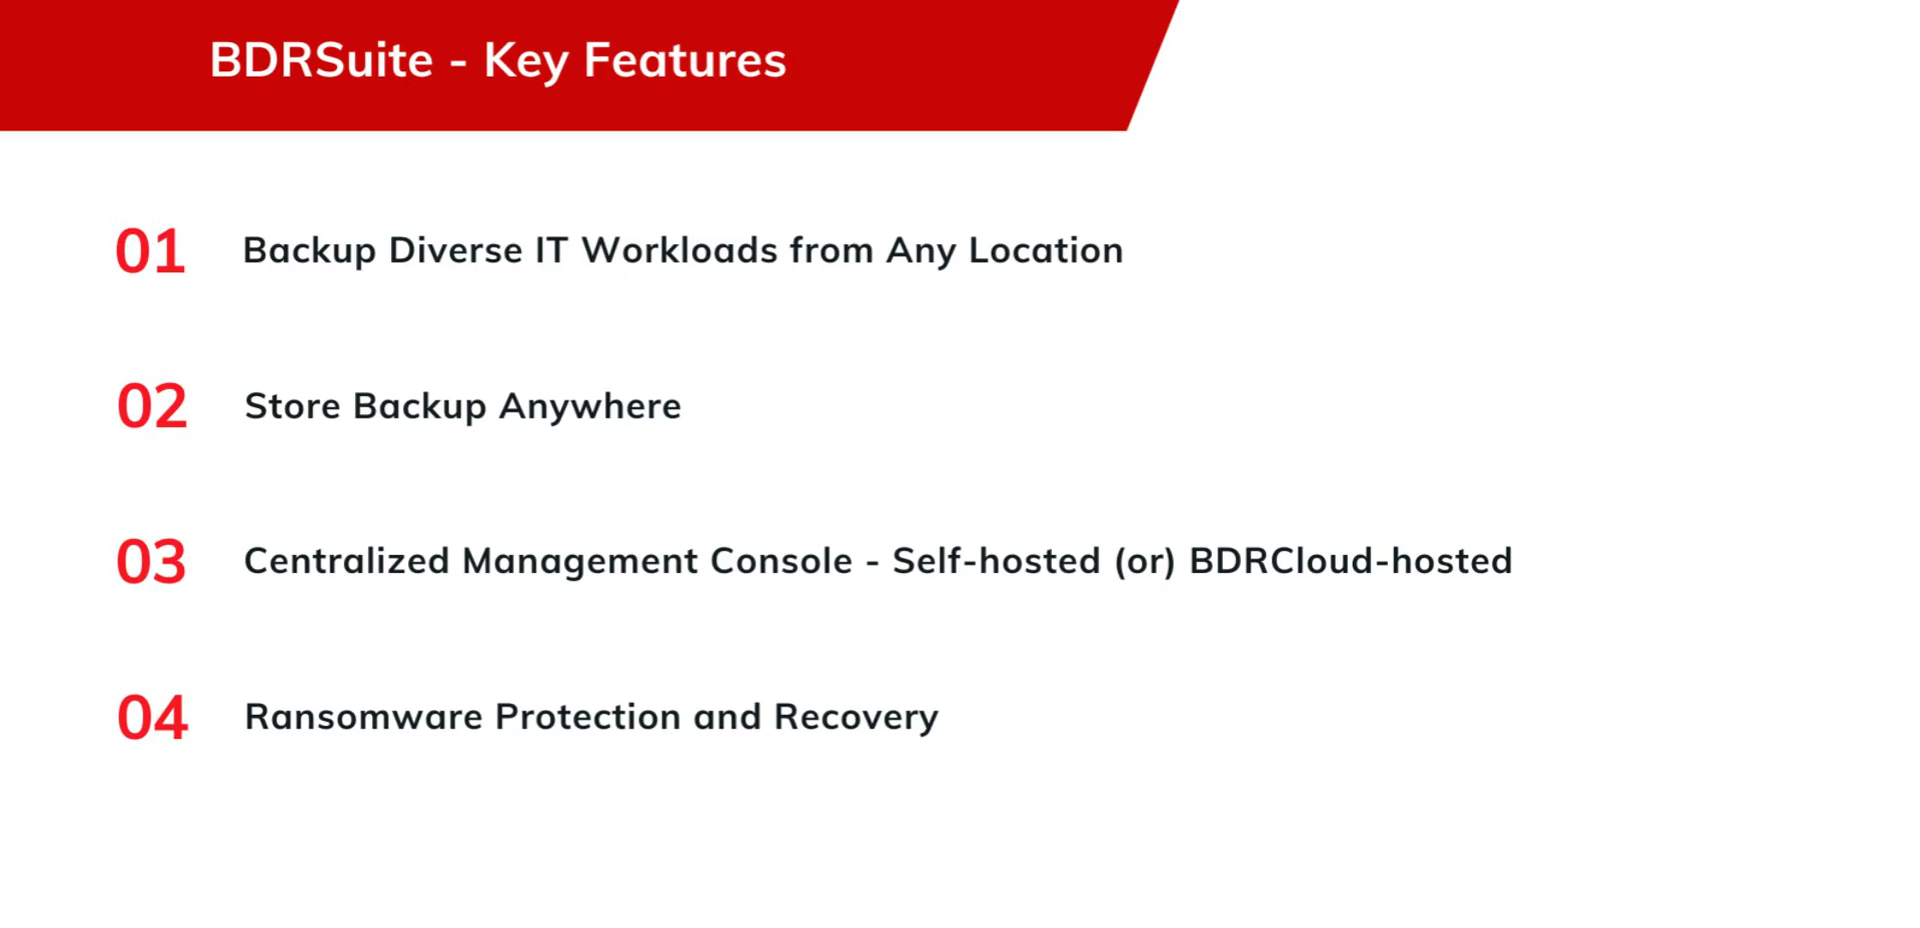 BDRSuite - Key Features
01 Backup Diverse IT Workloads from Any Location
02 Store Backup Anywhere
03 Centralized Management Console - Self-hosted (or) BDRCloud-hosted
04 Ransomware Protection and Recovery